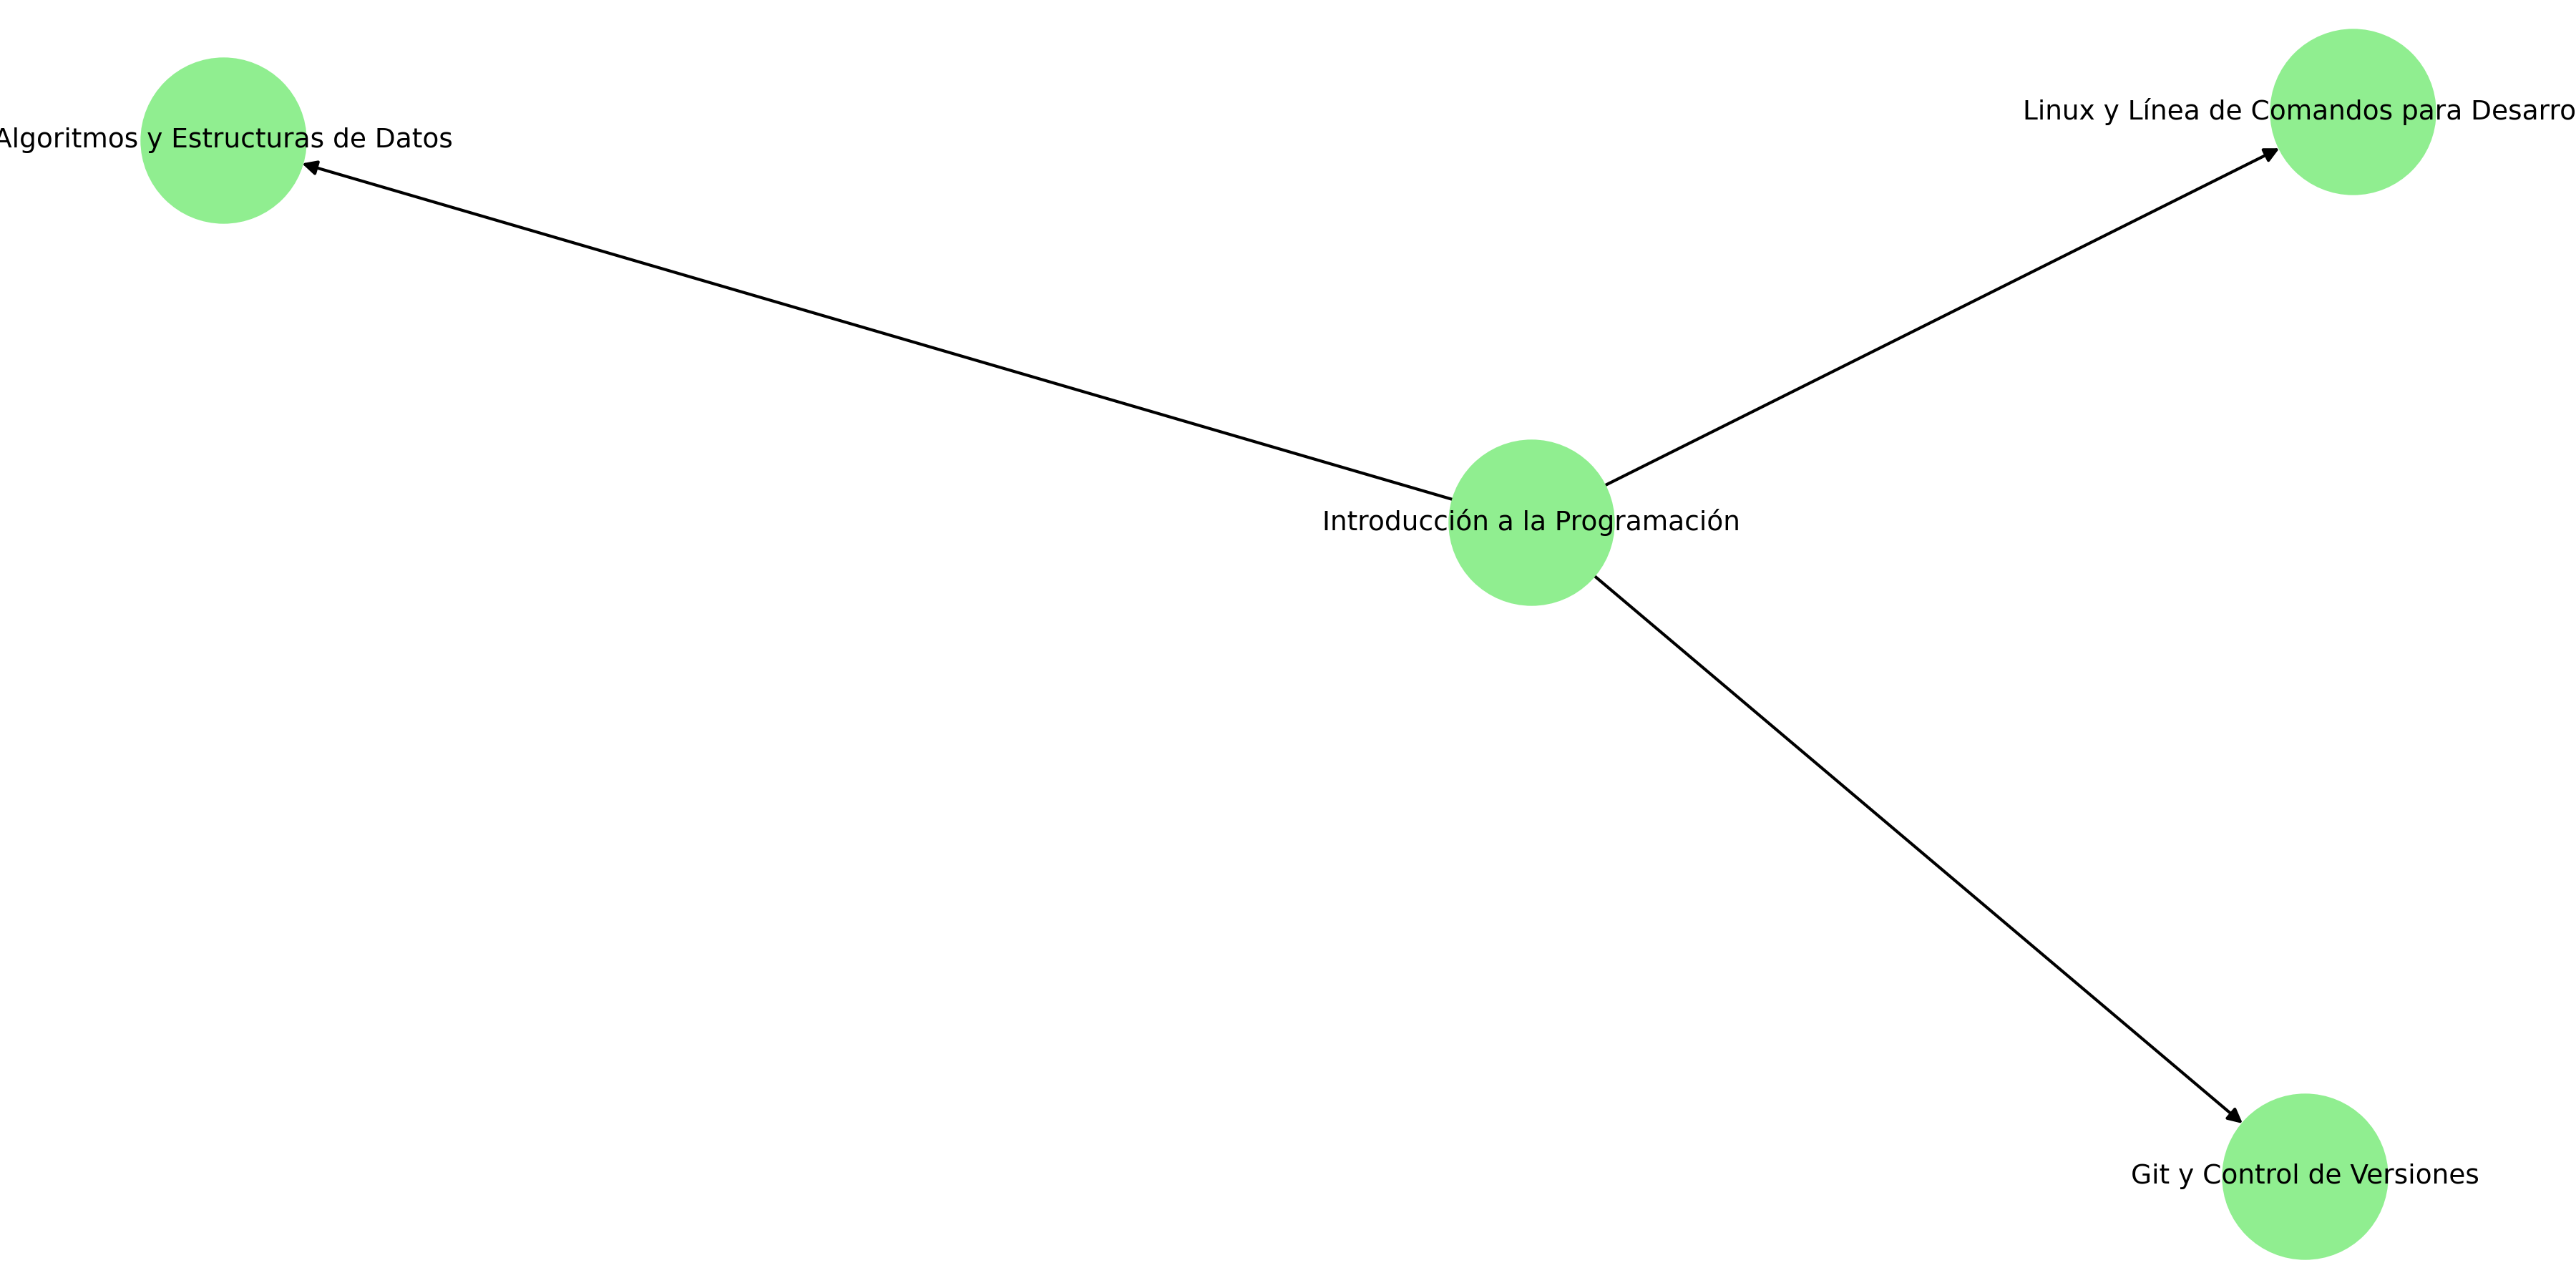 Linux y Línea de Comandos para Desarro
Algoritmos y Estructuras de Datos
Introducción a la Programación
Git y Control de Versiones